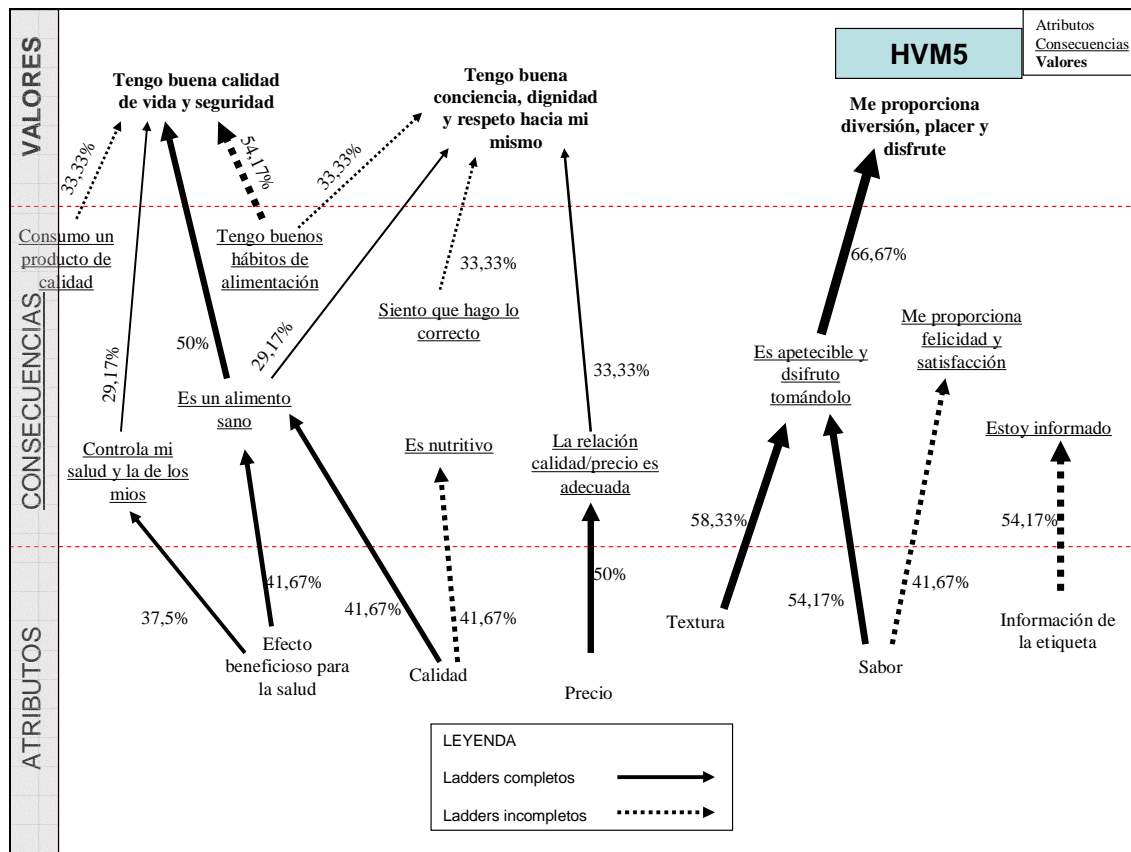 HVM5
Atributos
Consecuencias
Valores
VALORES
Tengo buena calidad
de vida y seguridad
Tengo buena
conciencia, dignidad
y respeto hacia mi
mismo
Me proporciona
diversión, placer y
disfrute
33,33%
54,17%
33,33%
Consumo un
producto de
calidad
Tengo buenos
hábitos de
alimentación
33,33%
66,67%
CONSECUENCIAS
29,17%
50%
29,17%
Siento que hago lo
correcto
33,33%
Es apetecible y
dsifruto
tomándolo
Me proporciona
felicidad y
satisfacción
Es un alimento
sano
Controla mi
salud y la de los
mios
Es nutritivo
La relación
calidad/precio es
adecuada
Estoy informado
58,33%
54,17%
37,5%
41,67%
41,67%
41,67%
50%
54,17%
41,67%
ATRIBUTOS
Efecto
beneficioso para
la salud
Calidad
Precio
Textura
Sabor
Información de
la etiqueta
LEYENDA
Ladders completos
Ladders incompletos